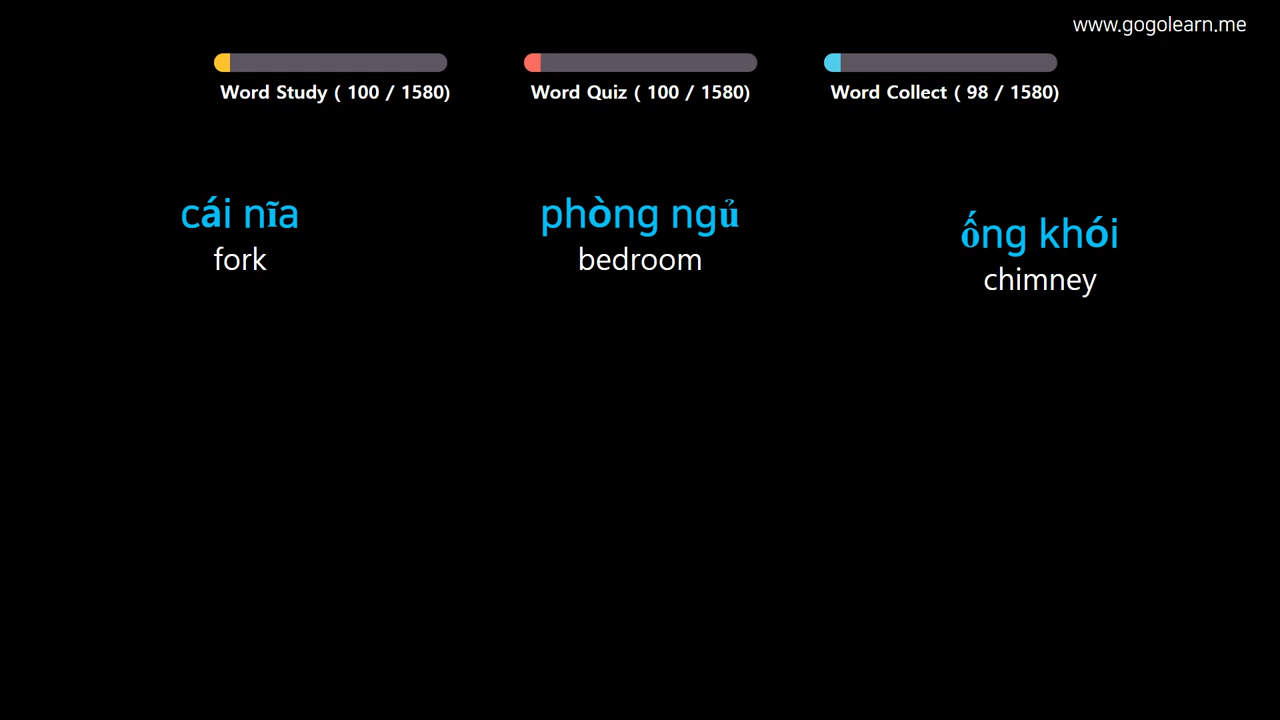 www.gogolearn.me
Word Study ( 100 / 1580)
Word Quiz ( 100 / 1580)
Word Collect ( 98 / 1580)
cái nĩa
fork
phòng ngủ
bedroom
ống khói
chimney